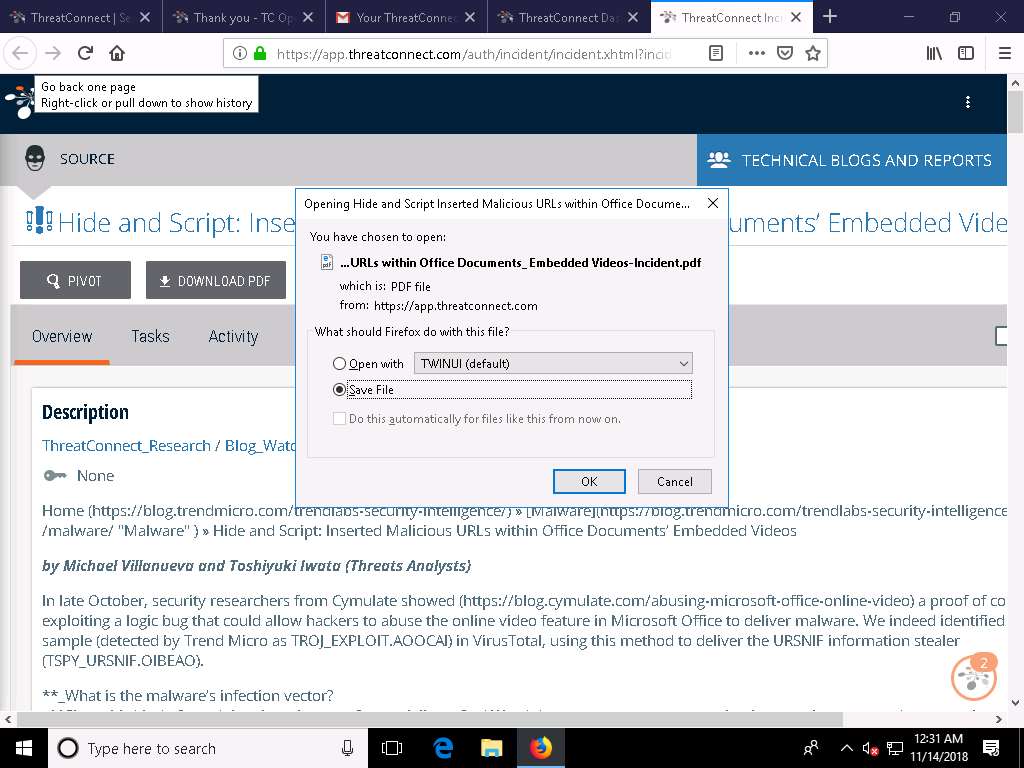 ThreatConnect | Se
Thank you - TC Op
Your ThreatConnec
ThreatConnect Das
ThreatConnect Inci
https://app.threatconnect.com/auth/incident/incident.xhtml?incid
Go back one page
Right-click or pull down to show history
SOURCE
TECHNICAL BLOGS AND REPORTS
Hide and Script: Inse
uments’ Embedded Vide
PIVOT
DOWNLOAD PDF
Overview
Tasks
Activity
Opening Hide and Script Inserted Malicious URLs within Office Docume...
You have chosen to open:
...URLs within Office Documents_ Embedded Videos-Incident.pdf
which is: PDF file
from: https://app.threatconnect.com
What should Firefox do with this file?
Open with
TWINUI (default)
Save File
Do this automatically for files like this from now on.
OK
Cancel
Description
ThreatConnect_Research / Blog_Watc
None
Home (https://blog.trendmicro.com/trendlabs-security-intelligence/) » [Malware](https://blog.trendmicro.com/trendlabs-security-intelligence
/malware/ "Malware" ) » Hide and Script: Inserted Malicious URLs within Office Documents’ Embedded Videos
by Michael Villanueva and Toshiyuki Iwata (Threats Analysts)
In late October, security researchers from Cymulate showed (https://blog.cymulate.com/abusing-microsoft-office-online-video) a proof of co
exploiting a logic bug that could allow hackers to abuse the online video feature in Microsoft Office to deliver malware. We indeed identified
sample (detected by Trend Micro as TROJ_EXPLOIT.AOOCAI) in VirusTotal, using this method to deliver the URSNIF information stealer
(TSPY_URSNIF.OIBEAO).
**_What is the malware’s infection vector?
2
Type here to search
12:31 AM
11/14/2018